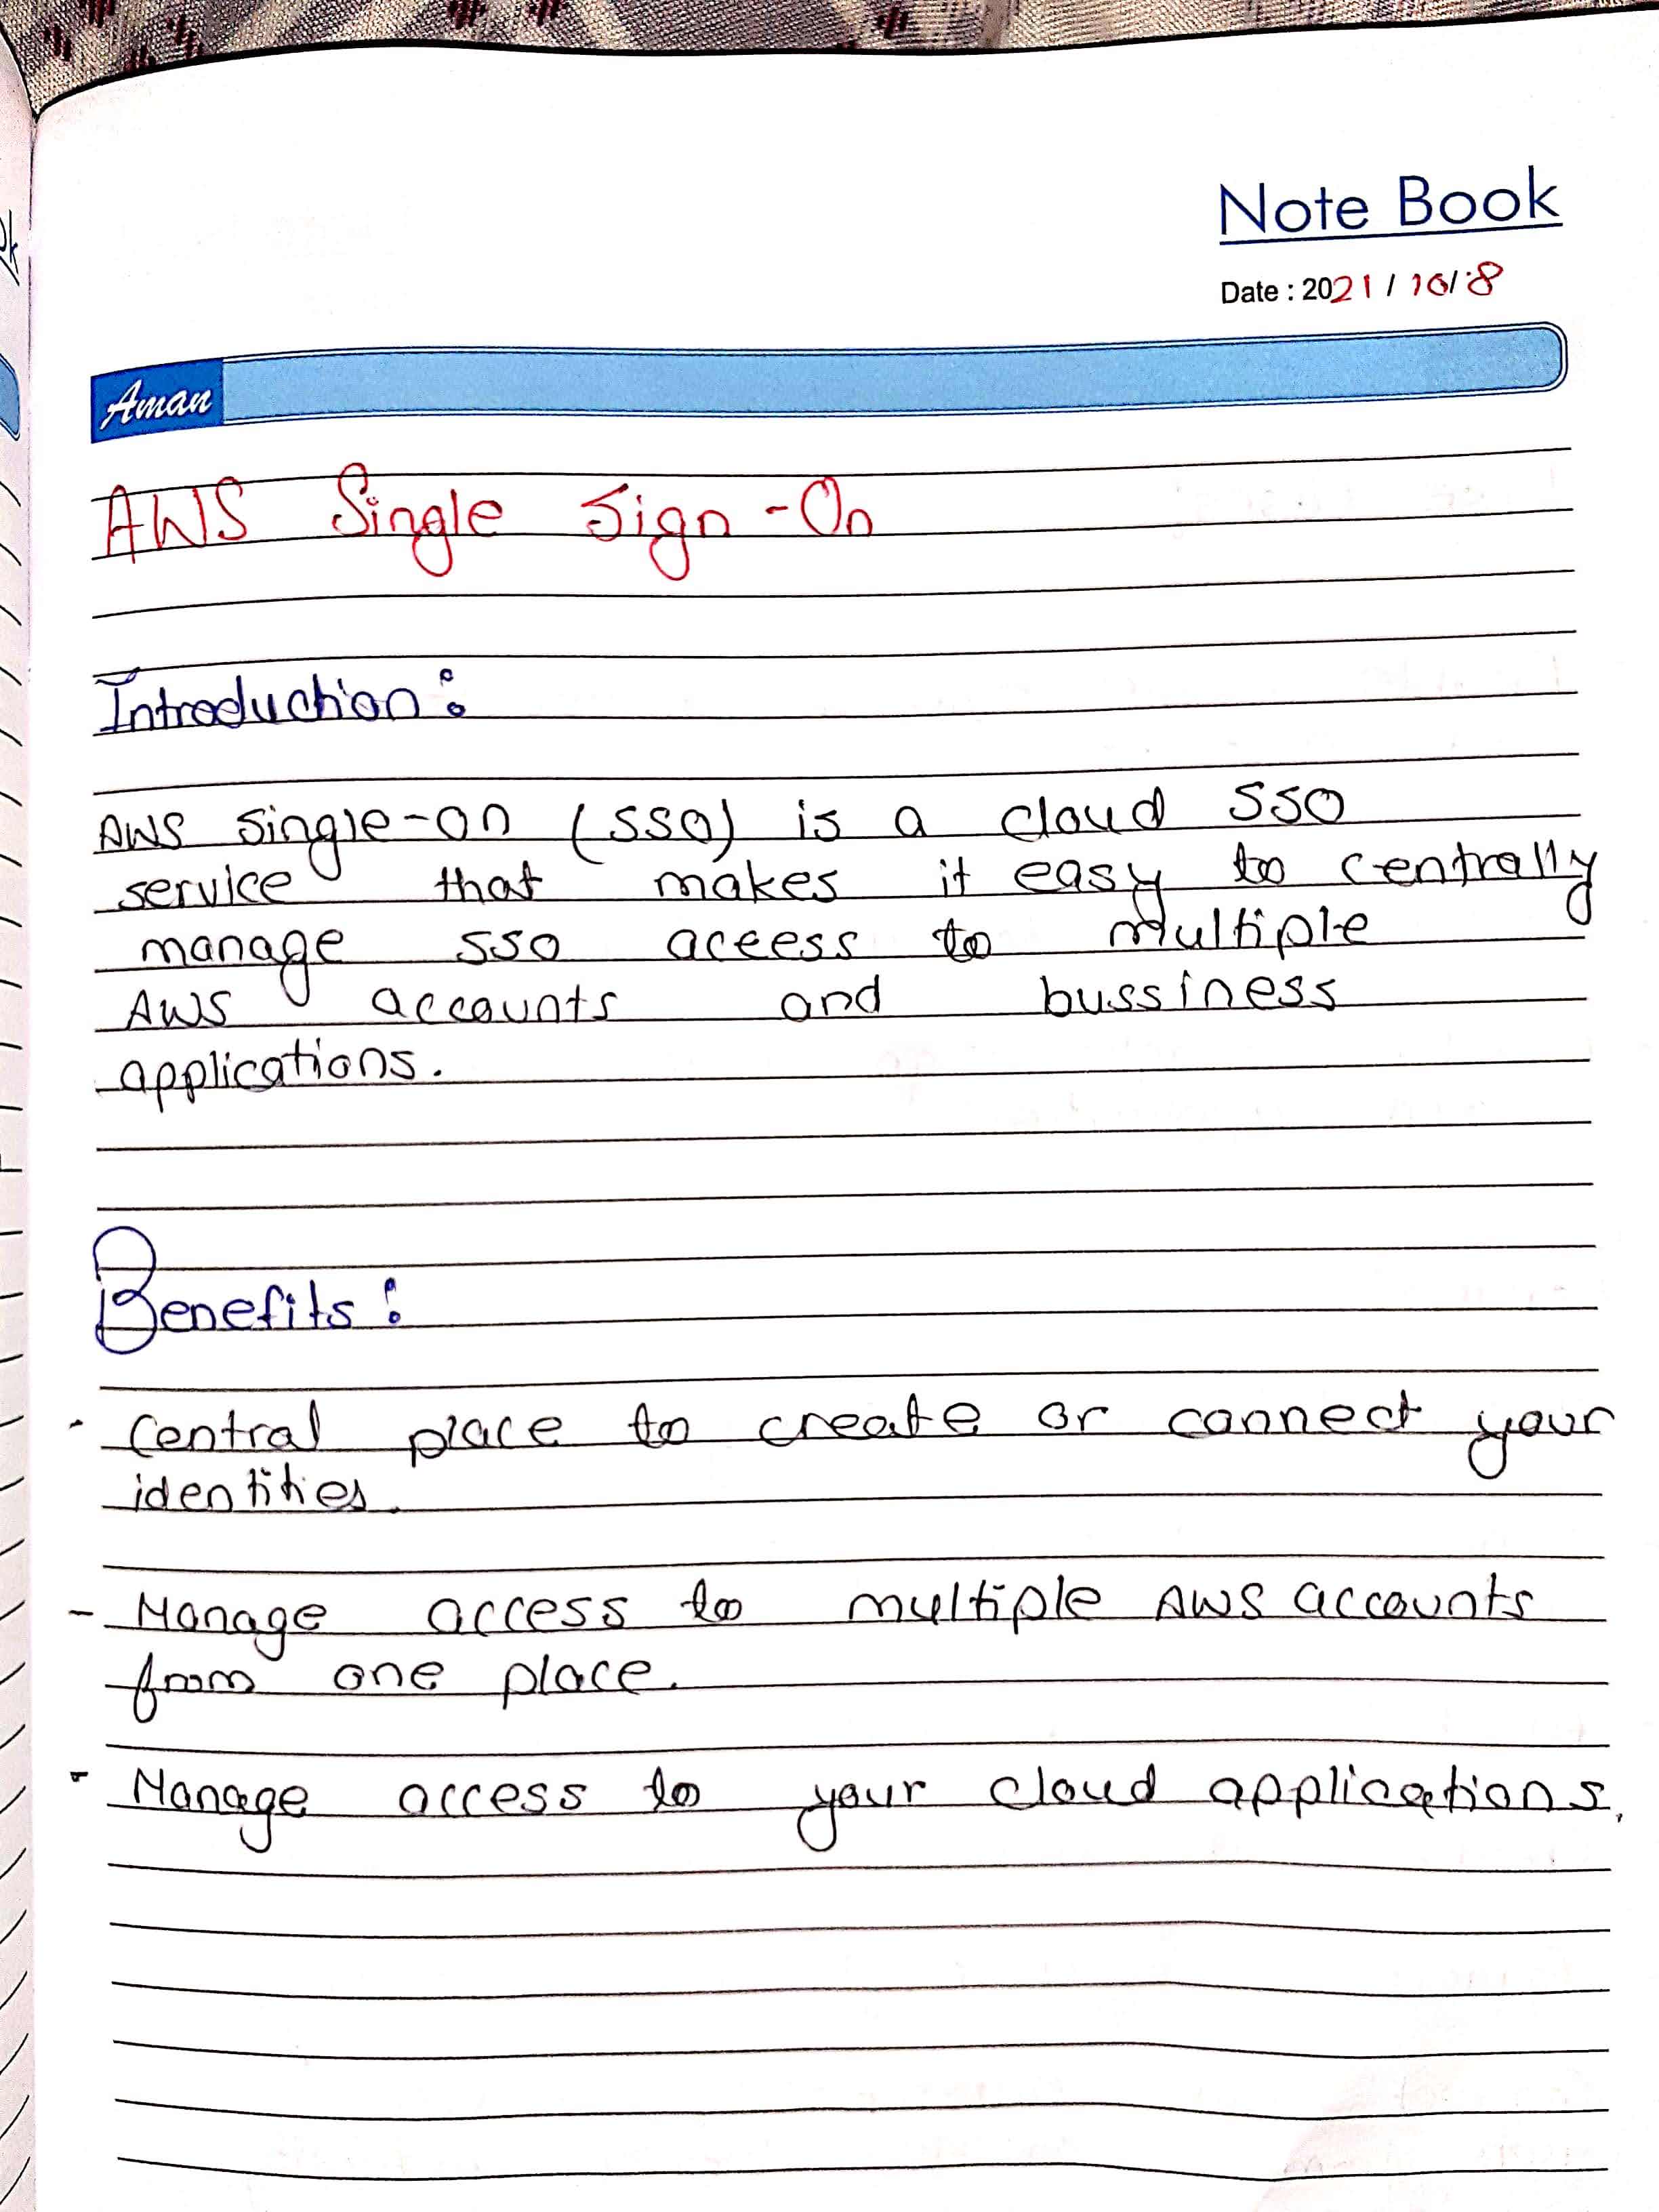 Note Book
Date : 2021 / 10/8
Aman
AWS Single Sign-On
Introduction:
AWS single-on (SSO) is a cloud SSO
service that makes it easy to centrally
manage SSO aceess to multiple
AWS accounts and bussiness
applications.
Benefits:
- Central place to create or connect your
identities.
- Manage access to multiple AWS accounts
from one place.
- Manage access to your cloud applications.